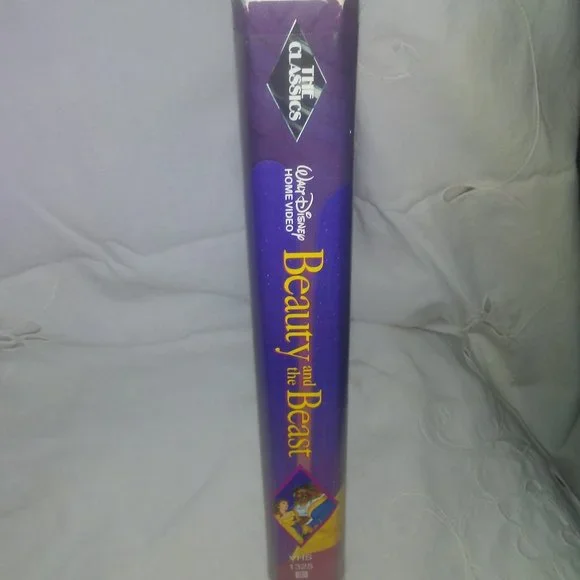 THE
CLASSICS
Walt Disney
HOME VIDEO
Beauty and
the Beast
VHS
1325